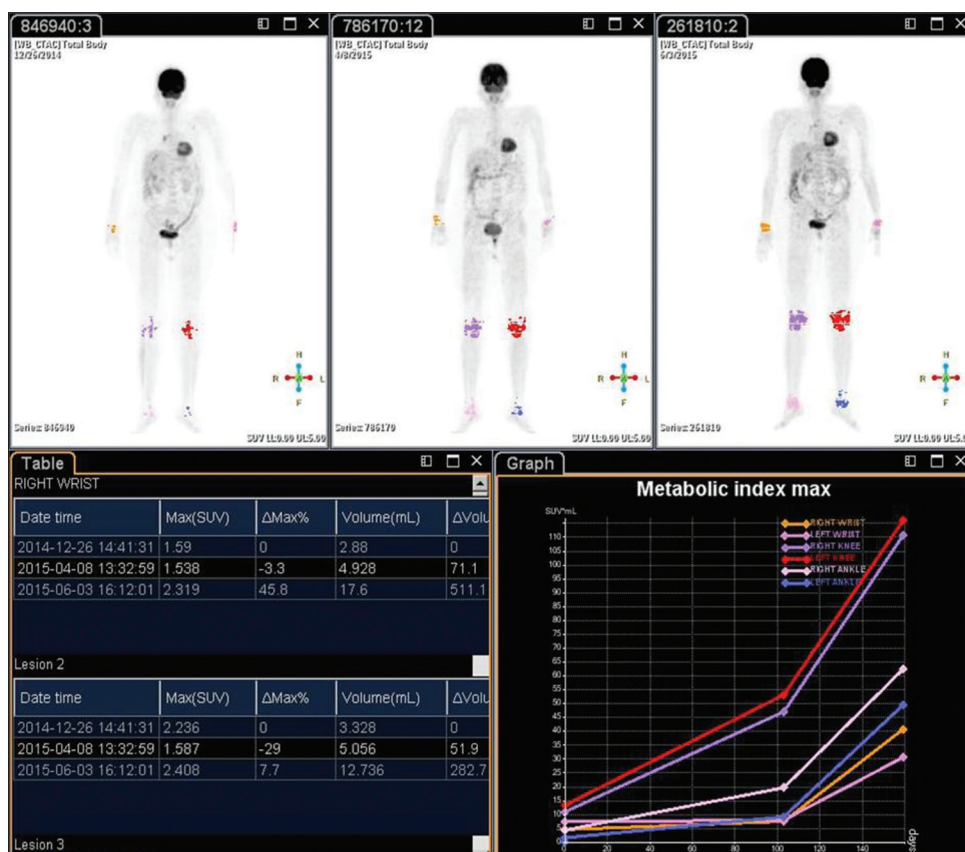 846940:3
[WB_CTAC] Total Body
12/26/2014
H
R A L
F
Series: 846940
SUV LL:0.00 UL:5.00
786170:12
[WB_CTAC] Total Body
4/8/2015
H
R A L
F
Series: 786170
SUV LL:0.00 UL:5.00
261810:2
[WB_CTAC] Total Body
6/3/2015
H
R A L
F
Series: 261810
SUV LL:0.00 UL:5.00
Table
RIGHT WRIST
Date time Max(SUV) ΔMax% Volume(mL) ΔVolu
2014-12-26 14:41:31 1.59 0 2.88 0
2015-04-08 13:32:59 1.538 -3.3 4.928 71.1
2015-06-03 16:12:01 2.319 45.8 17.6 511.1
Lesion 2
Date time Max(SUV) ΔMax% Volume(mL) ΔVolu
2014-12-26 14:41:31 2.236 0 3.328 0
2015-04-08 13:32:59 1.587 -29 5.056 51.9
2015-06-03 16:12:01 2.408 7.7 12.736 282.7
Lesion 3
Graph
Metabolic index max
SUV*mL
RIGHT WRIST
LEFT WRIST
RIGHT KNEE
LEFT KNEE
RIGHT ANKLE
LEFT ANKLE
110
105
100
95
90
85
80
75
70
65
60
55
50
45
40
35
30
25
20
15
10
5
0
0 20 40 60 80 100 120 140
days